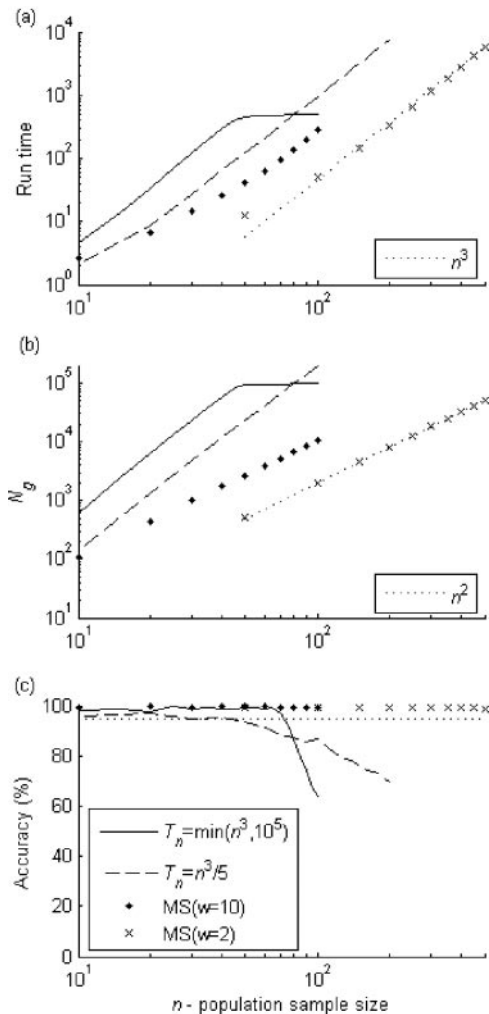 (a)
10^4
10^3
10^2
10^1
10^0
Run time
10^1
10^2
n^3
(b)
10^5
10^4
10^3
10^2
10^1
N_g
10^1
10^2
n^2
(c)
100
80
60
40
20
0
Accuracy (%)
T_n=min(n^3,10^5)
T_n=n^3/5
MS(w=10)
MS(w=2)
10^1
10^2
n - population sample size